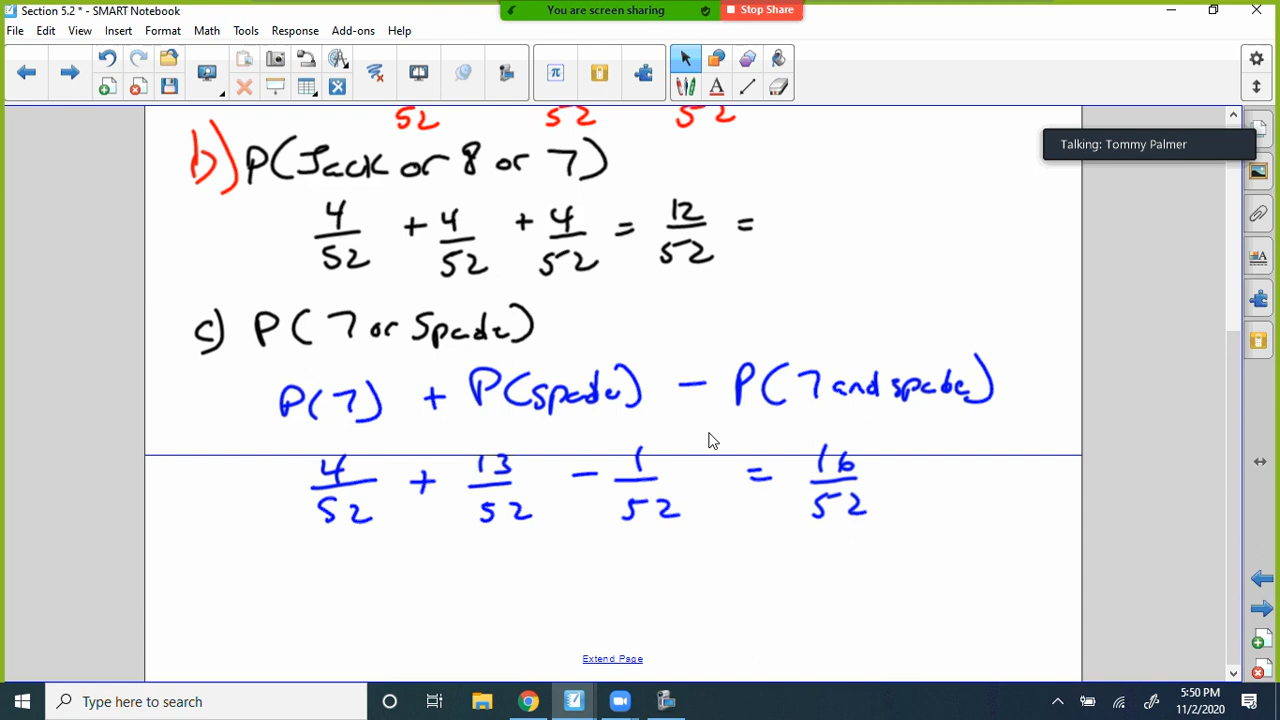 Section 5.2 * - SMART Notebook
You are screen sharing
Stop Share
File Edit View Insert Format Math Tools Response Add-ons Help
Talking: Tommy Palmer
52 52 52
b) P(Jack or 8 or 7)
4/52 + 4/52 + 4/52 = 12/52 =
c) P(7 or Spade)
P(7) + P(spade) - P(7 and spade)
4/52 + 13/52 - 1/52 = 16/52
Extend Page
Type here to search
5:50 PM
11/2/2020